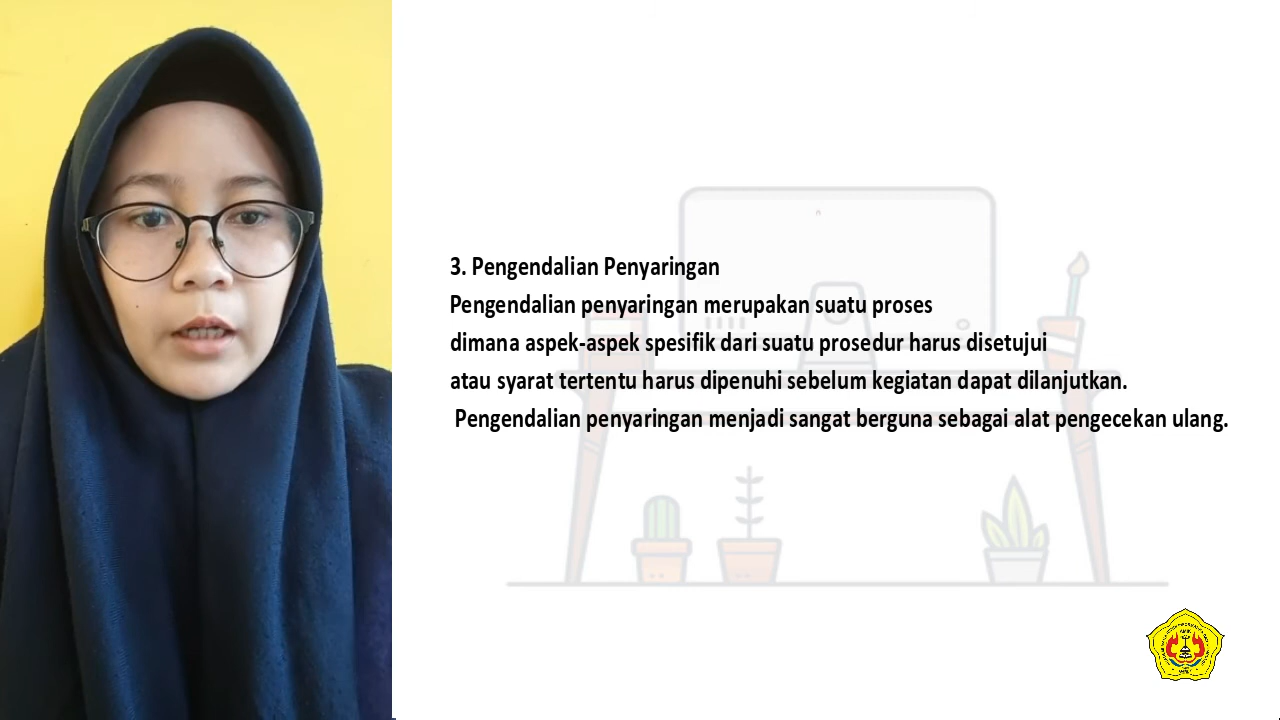 3. Pengendalian Penyaringan
Pengendalian penyaringan merupakan suatu proses
dimana aspek-aspek spesifik dari suatu prosedur harus disetujui
atau syarat tertentu harus dipenuhi sebelum kegiatan dapat dilanjutkan.
Pengendalian penyaringan menjadi sangat berguna sebagai alat pengecekan ulang.